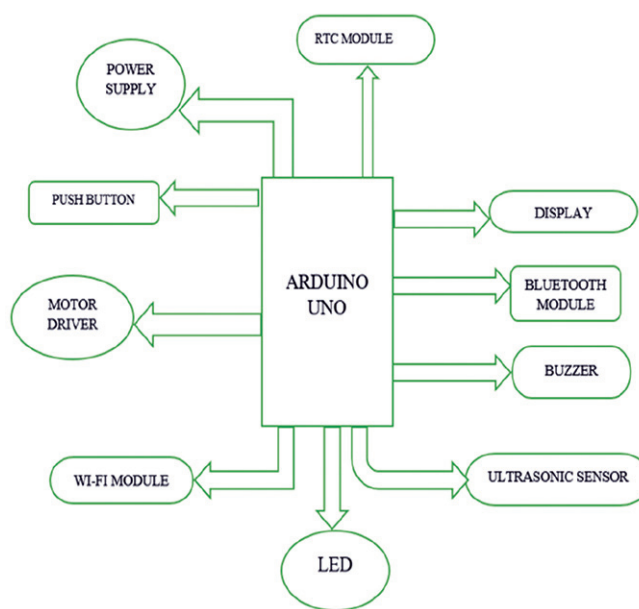 RTC MODULE
POWER
SUPPLY
PUSH BUTTON
DISPLAY
ARDUINO
UNO
BLUETOOTH
MODULE
MOTOR
DRIVER
BUZZER
WI-FI MODULE
ULTRASONIC SENSOR
LED